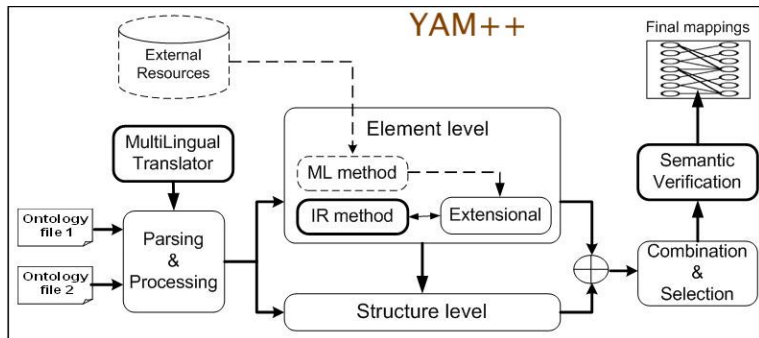 YAM++
Final mappings
External
Resources
Element level
MultiLingual
Translator
ML method
Semantic
Verification
IR method
Extensional
Ontology
file 1
Parsing
&
Processing
Ontology
file 2
Combination
&
Selection
Structure level